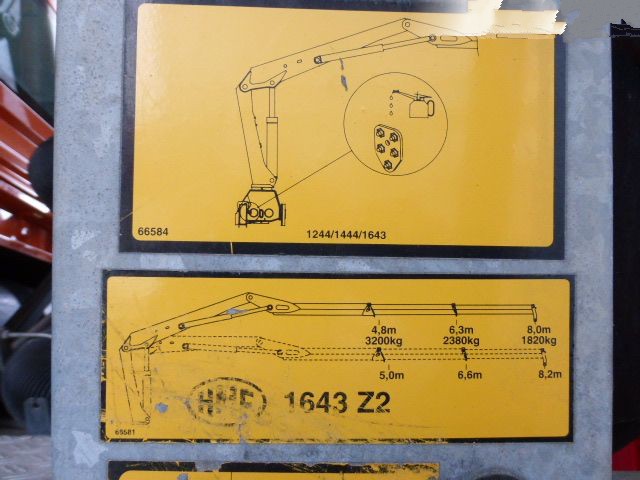 66584
1244/1444/1643
4,8m 6,3m 8,0m
3200kg 2380kg 1820kg
5,0m 6,6m 8,2m
HMF 1643 Z2
65581